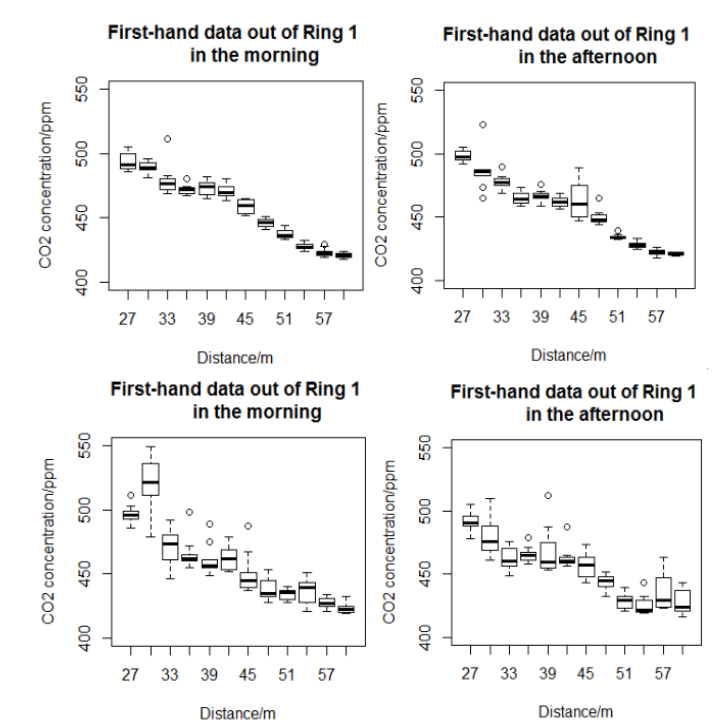 First-hand data out of Ring 1
in the morning
CO2 concentration/ppm
550
500
450
400
27 33 39 45 51 57
Distance/m
First-hand data out of Ring 1
in the afternoon
CO2 concentration/ppm
550
500
450
400
27 33 39 45 51 57
Distance/m
First-hand data out of Ring 1
in the morning
CO2 concentration/ppm
550
500
450
400
27 33 39 45 51 57
Distance/m
First-hand data out of Ring 1
in the afternoon
CO2 concentration/ppm
550
500
450
400
27 33 39 45 51 57
Distance/m